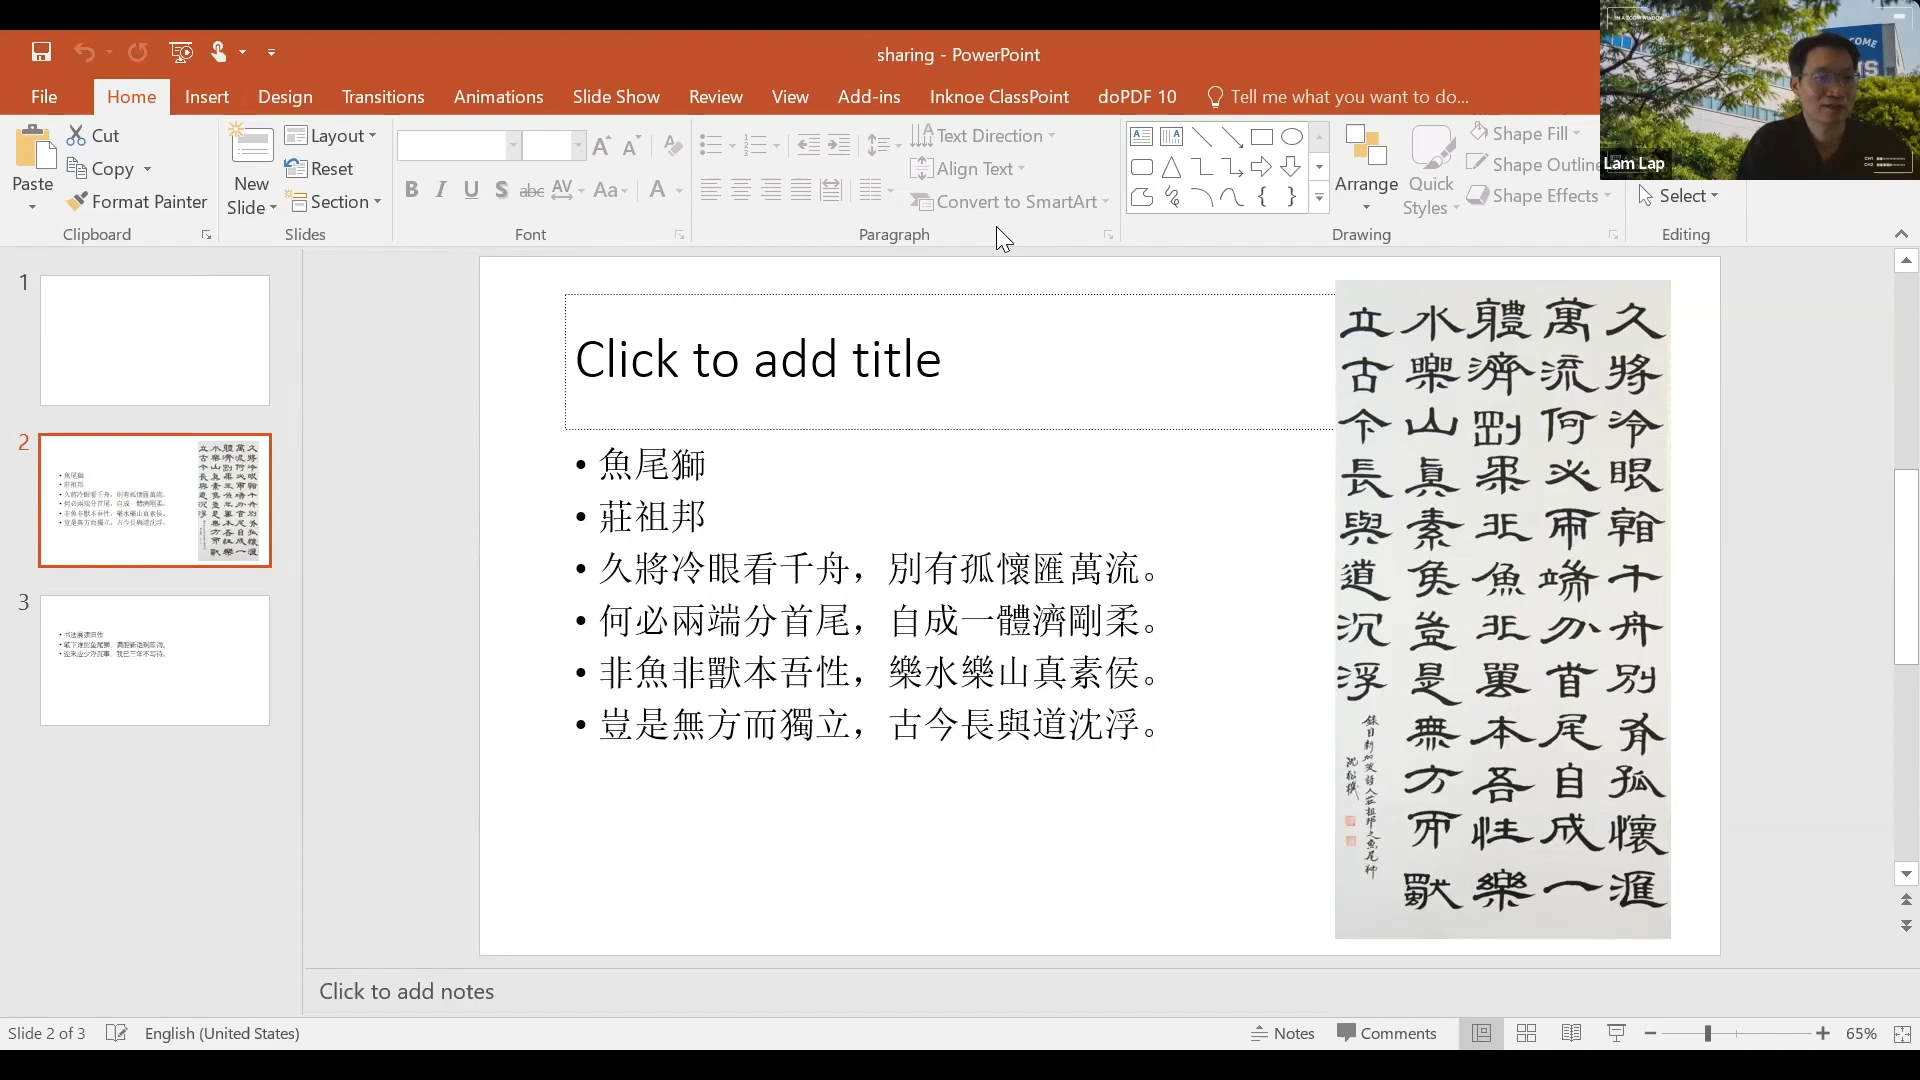 sharing - PowerPoint
File Home Insert Design Transitions Animations Slide Show Review View Add-ins Inknoe ClassPoint doPDF 10 Tell me what you want to do...
Lam Lap
Paste
Cut
Copy
Format Painter
Clipboard
New Slide
Layout
Reset
Section
Slides
Font
Text Direction
Align Text
Convert to SmartArt
Paragraph
Arrange
Quick Styles
Shape Fill
Shape Outline
Shape Effects
Drawing
Select
Editing
1
2
3
Click to add title
• 魚尾獅
• 莊祖邦
• 久將冷眼看千舟，別有孤懷匯萬流。
• 何必兩端分首尾，自成一體濟剛柔。
• 非魚非獸本吾性，樂水樂山真素侯。
• 豈是無方而獨立，古今長與道沈浮。
久將冷眼看千舟別有孤懷匯
萬流何必兩端分首尾自成一
體濟剛柔非魚非獸本吾性樂
水樂山真素侯豈是無方而獨
立古今長與道沉浮
Click to add notes
Slide 2 of 3 English (United States) Notes Comments 65%